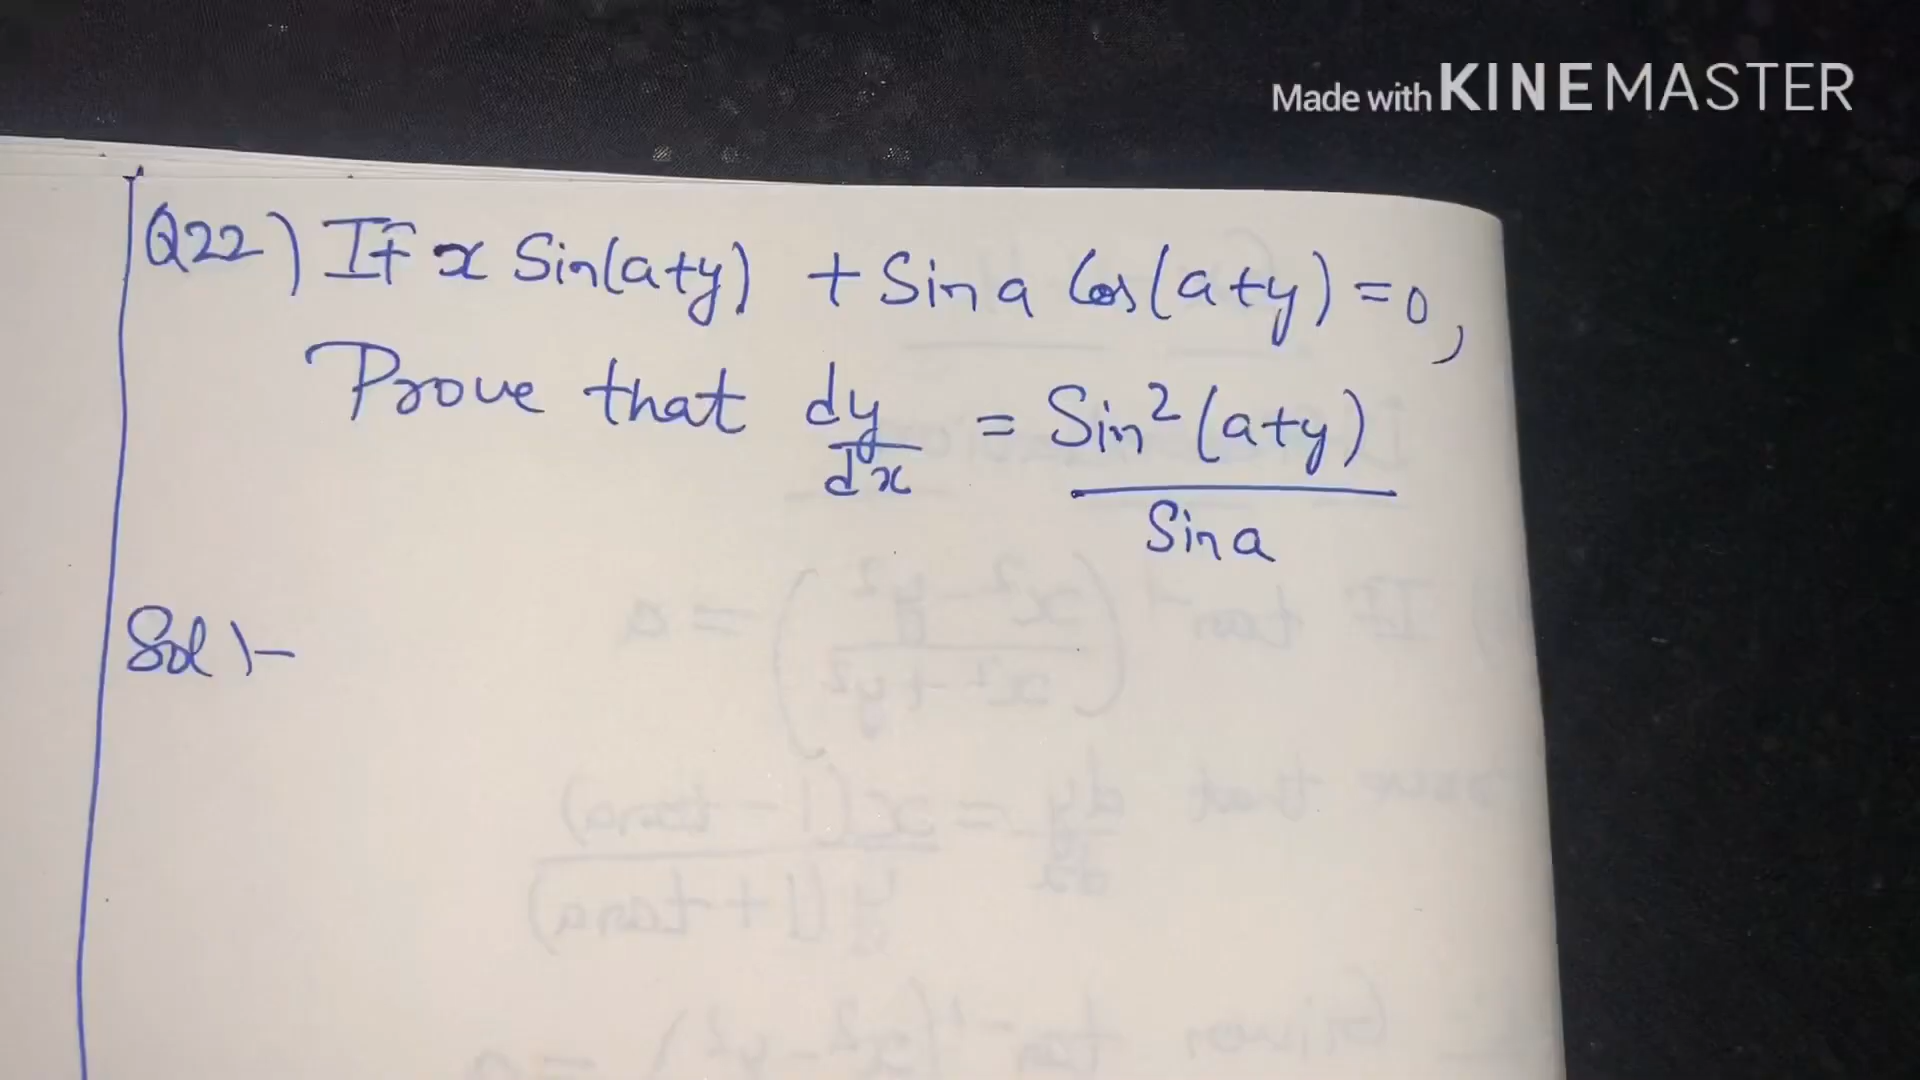 Made with KINEMASTER
Q22) If x Sin(a+y) + Sin a Cos(a+y) = 0,
Prove that dy/dx = Sin²(a+y)/Sin a
Sol :-